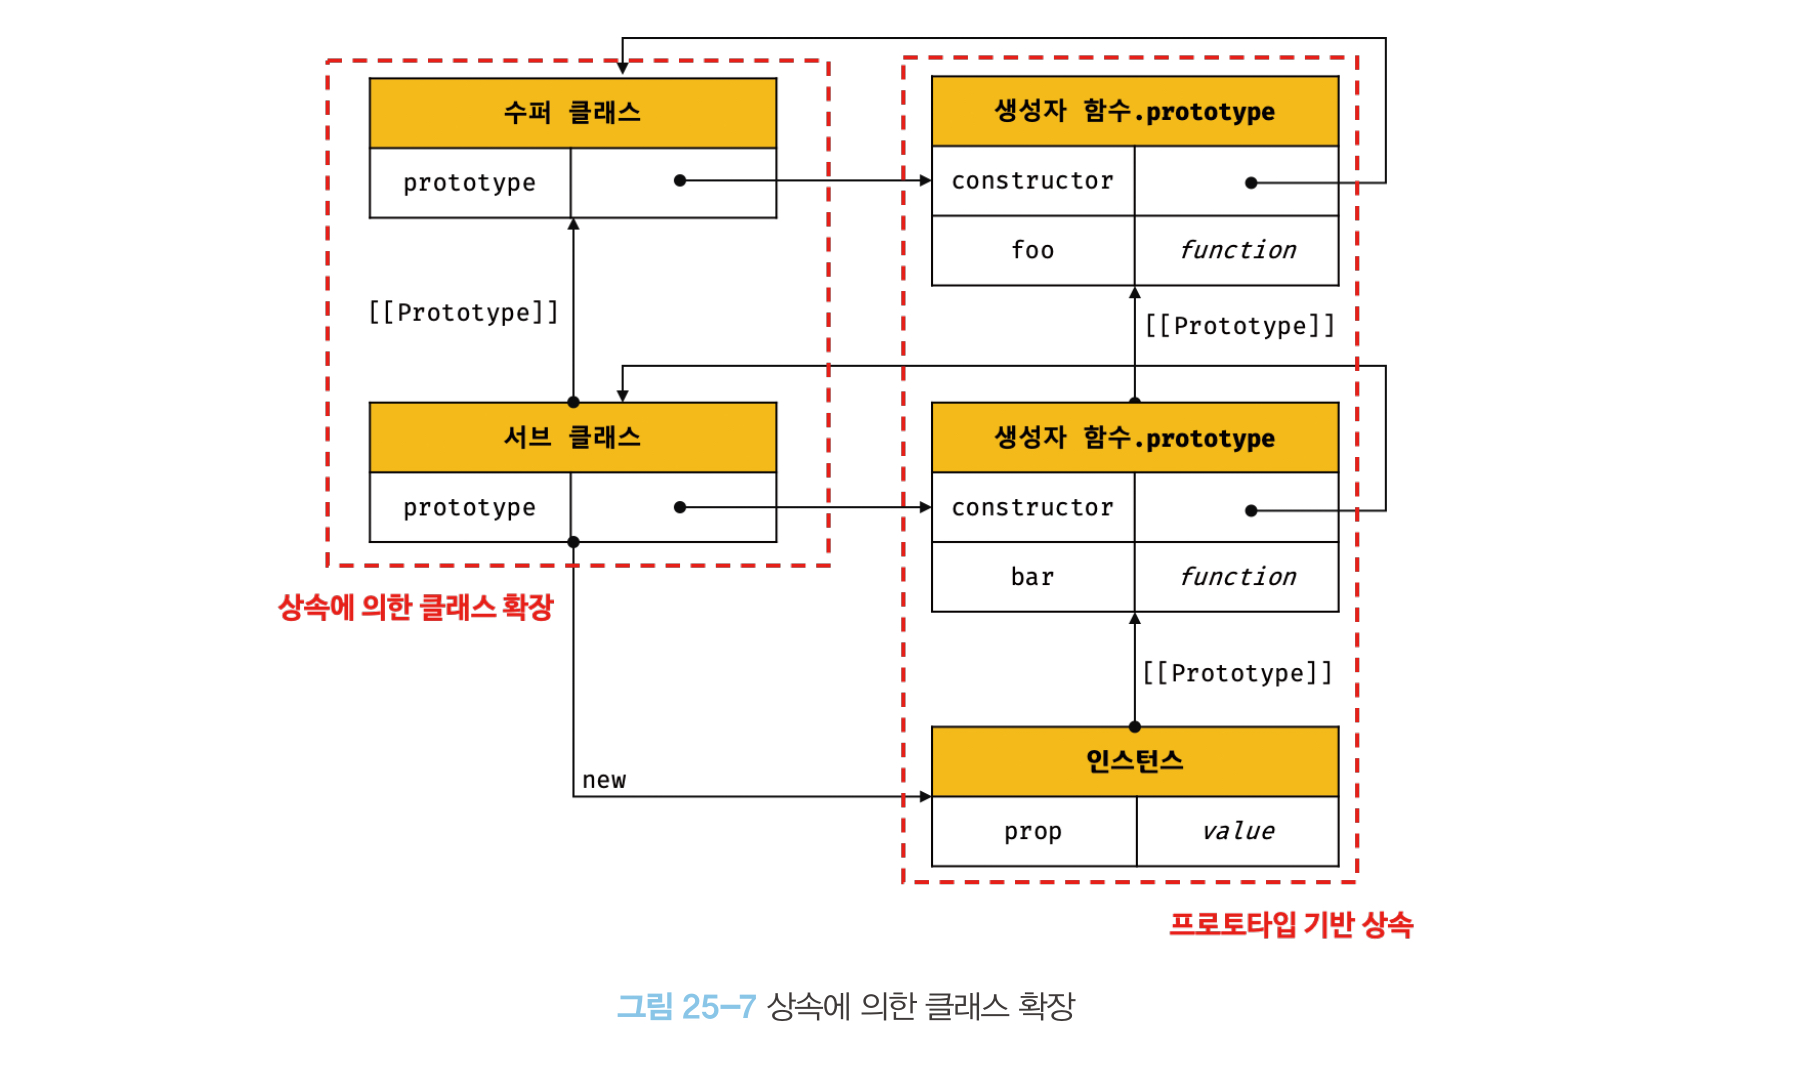 수퍼 클래스
prototype
생성자 함수.prototype
constructor
foo
function
[[Prototype]]
[[Prototype]]
서브 클래스
prototype
생성자 함수.prototype
constructor
bar
function
상속에 의한 클래스 확장
[[Prototype]]
new
인스턴스
prop
value
프로토타입 기반 상속
그림 25-7 상속에 의한 클래스 확장